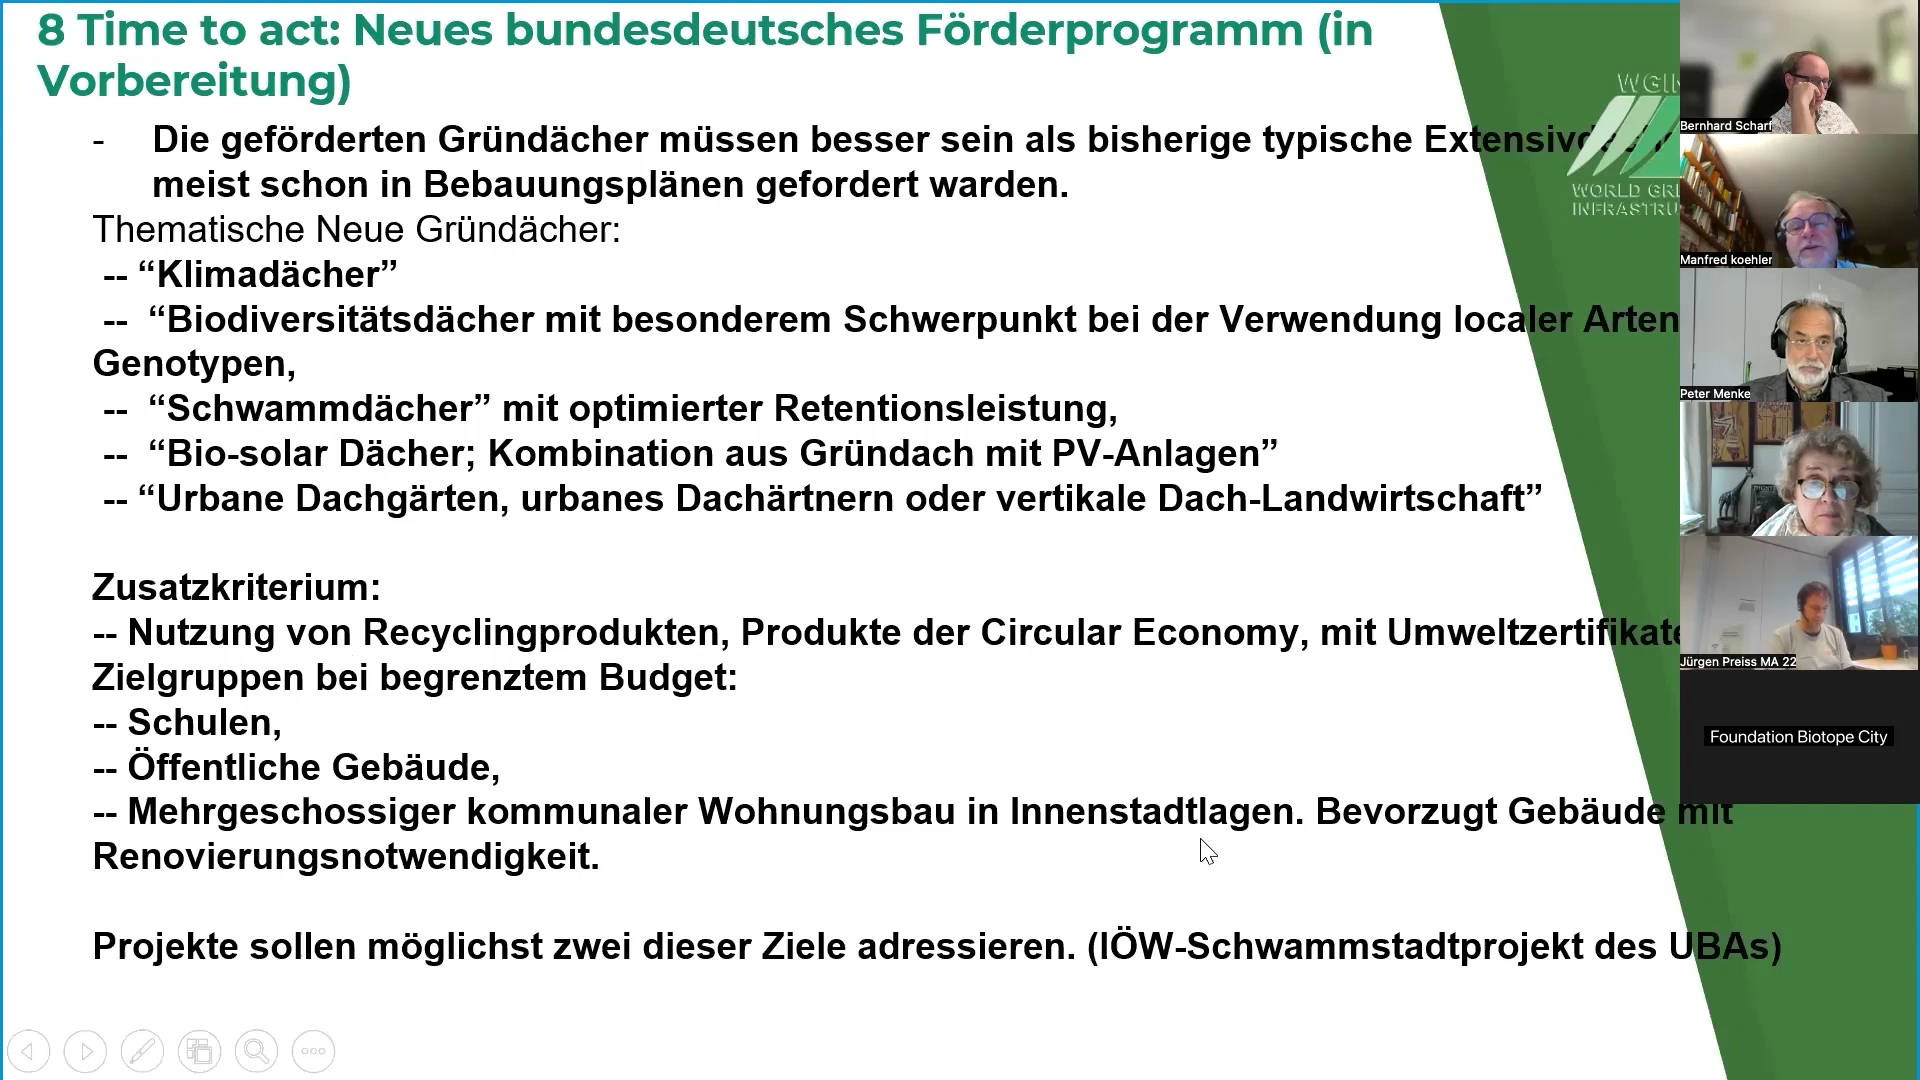 8 Time to act: Neues bundesdeutsches Förderprogramm (in
Vorbereitung)
- Die geförderten Gründächer müssen besser sein als bisherige typische
meist schon in Bebauungsplänen gefordert warden.
Thematische Neue Gründächer:
-- “Klimadächer”
-- “Biodiversitätsdächer mit besonderem Schwerpunkt bei der Verwendung localer Arten
Genotypen,
-- “Schwammdächer” mit optimierter Retentionsleistung,
-- “Bio-solar Dächer; Kombination aus Gründach mit PV-Anlagen”
-- “Urbane Dachgärten, urbanes Dachärtnern oder vertikale Dach-Landwirtschaft”
Zusatzkriterium:
-- Nutzung von Recyclingprodukten, Produkte der Circular Economy, mit Umweltzertifikate
Zielgruppen bei begrenztem Budget:
-- Schulen,
-- Öffentliche Gebäude,
-- Mehrgeschossiger kommunaler Wohnungsbau in Innenstadtlagen. Bevorzugt Gebäude mit
Renovierungsnotwendigkeit.
Projekte sollen möglichst zwei dieser Ziele adressieren. (IÖW-Schwammstadtprojekt des UBAs)
WORLD
Bernhard Scharf
Manfred koehler
Peter Menke
Jürgen Preiss MA 22
Foundation Biotope City